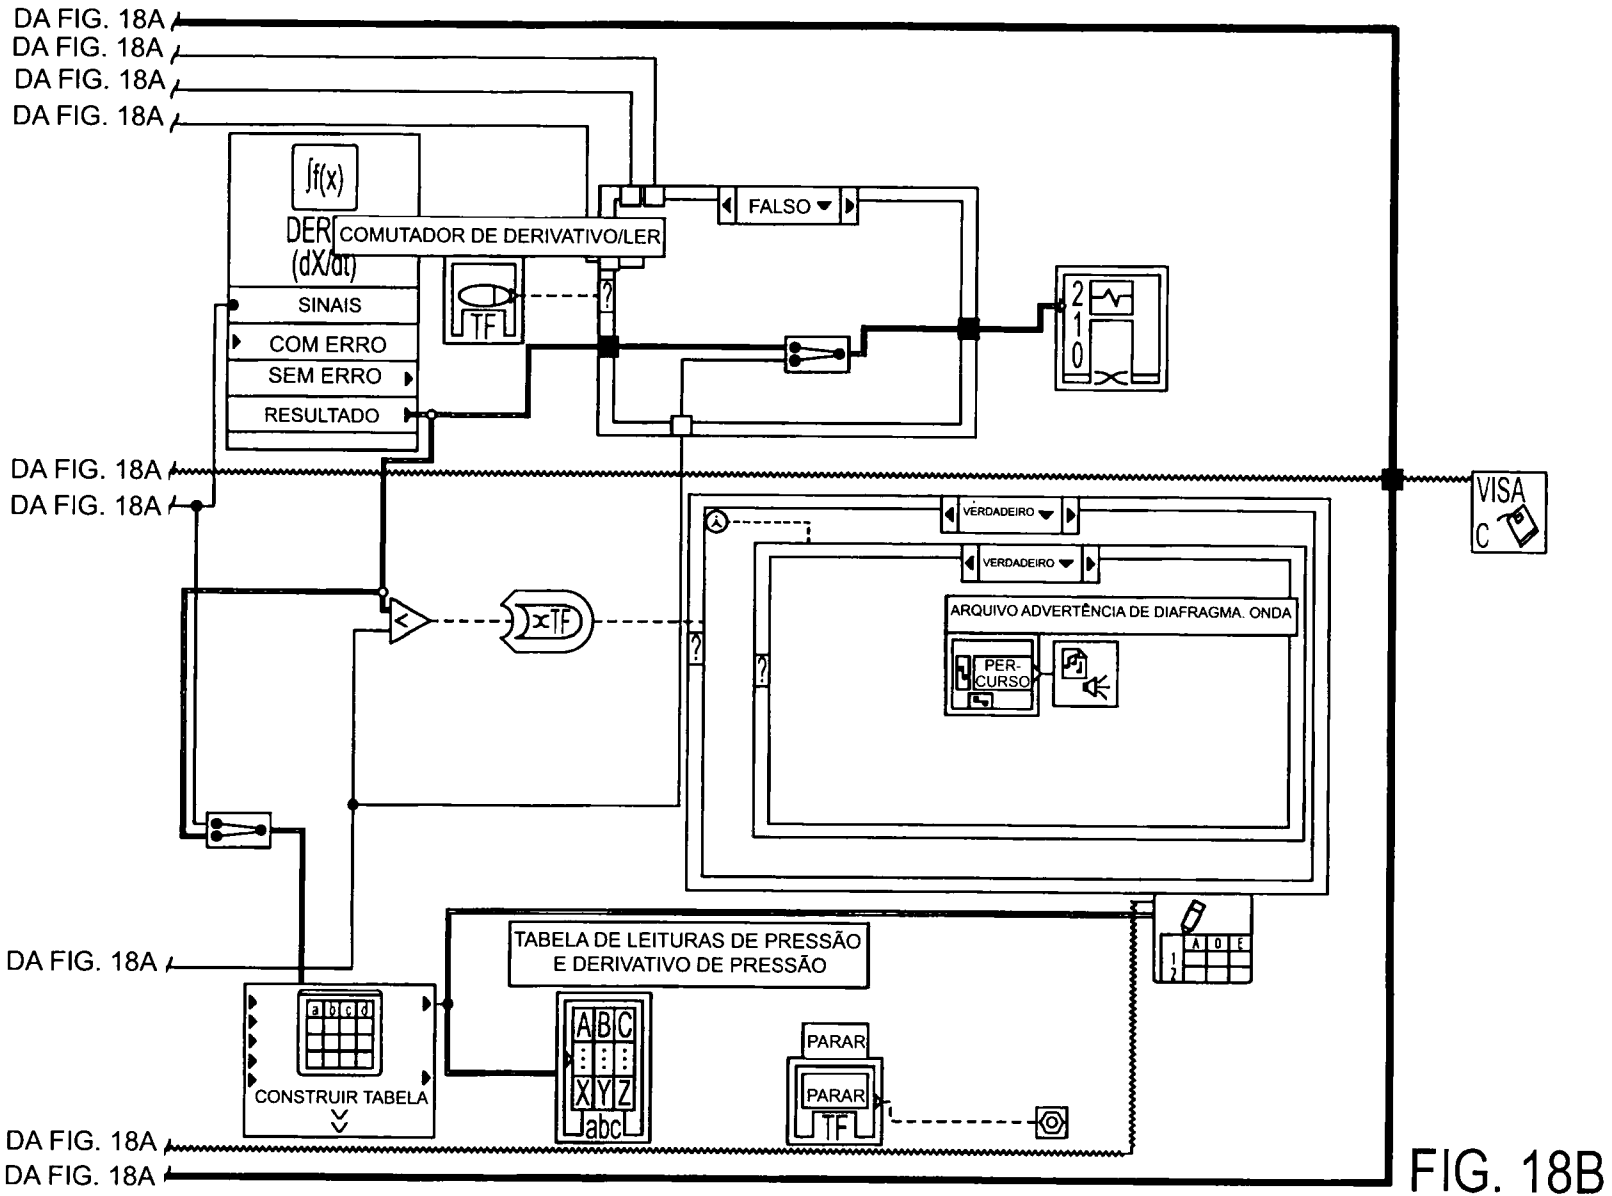 DA FIG. 18A
DA FIG. 18A
DA FIG. 18A
DA FIG. 18A
∫f(x)
DER
COMUTADOR DE DERIVATIVO/LER
(dX/dt)
SINAIS
COM ERRO
SEM ERRO
RESULTADO
TF
?
FALSO
2
1
0
DA FIG. 18A
DA FIG. 18A
VISA
C
VERDADEIRO
i
VERDADEIRO
ARQUIVO ADVERTÊNCIA DE DIAFRAGMA. ONDA
PER-
CURSO
<
TF
?
?
DA FIG. 18A
TABELA DE LEITURAS DE PRESSÃO
E DERIVATIVO DE PRESSÃO
A D E
1
2
a b c d
CONSTRUIR TABELA
A B C
X Y Z
abc
PARAR
PARAR
TF
DA FIG. 18A
DA FIG. 18A
FIG. 18B